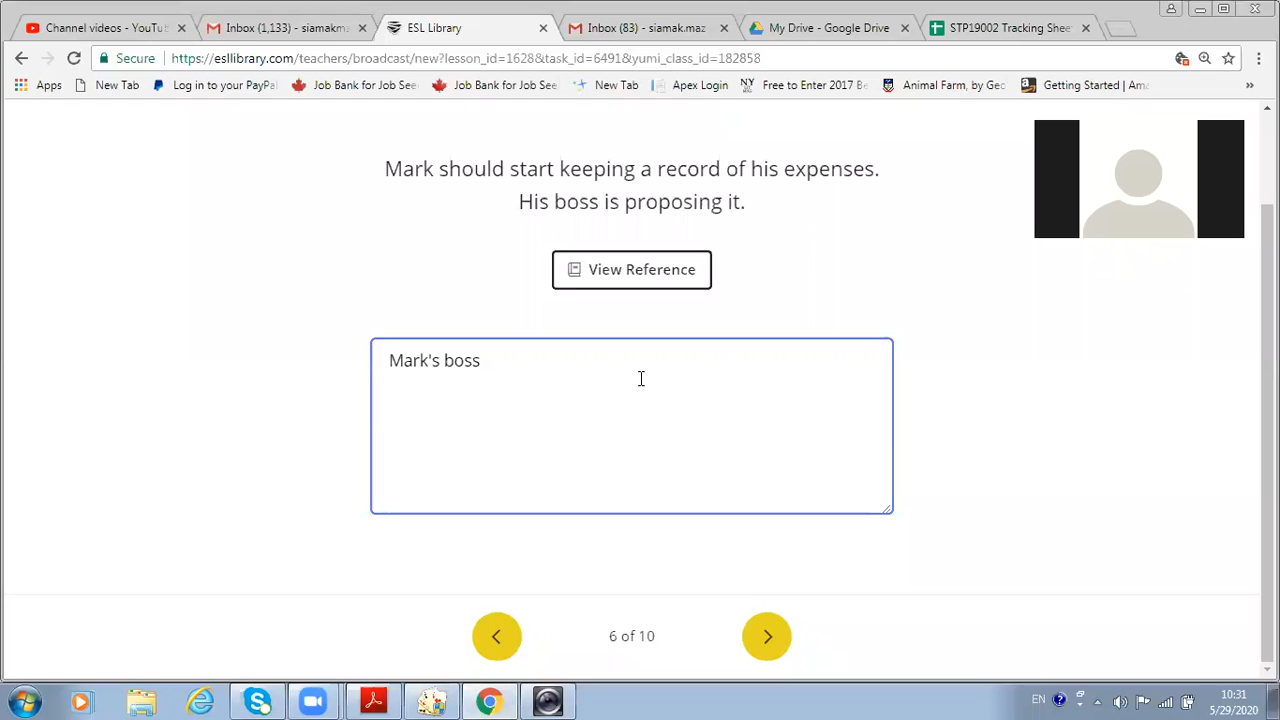 Channel videos - YouTu
Inbox (1,133) - siamakm
ESL Library
Inbox (83) - siamak.maz
My Drive - Google Drive
STP19002 Tracking Shee
Secure
https://esllibrary.com/teachers/broadcast/new?lesson_id=1628&task_id=6491&yumi_class_id=182858
Apps
New Tab
Log in to your PayPal
Job Bank for Job See
Job Bank for Job See
New Tab
Apex Login
NY
Free to Enter 2017 Be
Animal Farm, by Geo
Getting Started | Am
»
Mark should start keeping a record of his expenses.
His boss is proposing it.
View Reference
Mark's boss
6 of 10
EN
10:31
5/29/2020